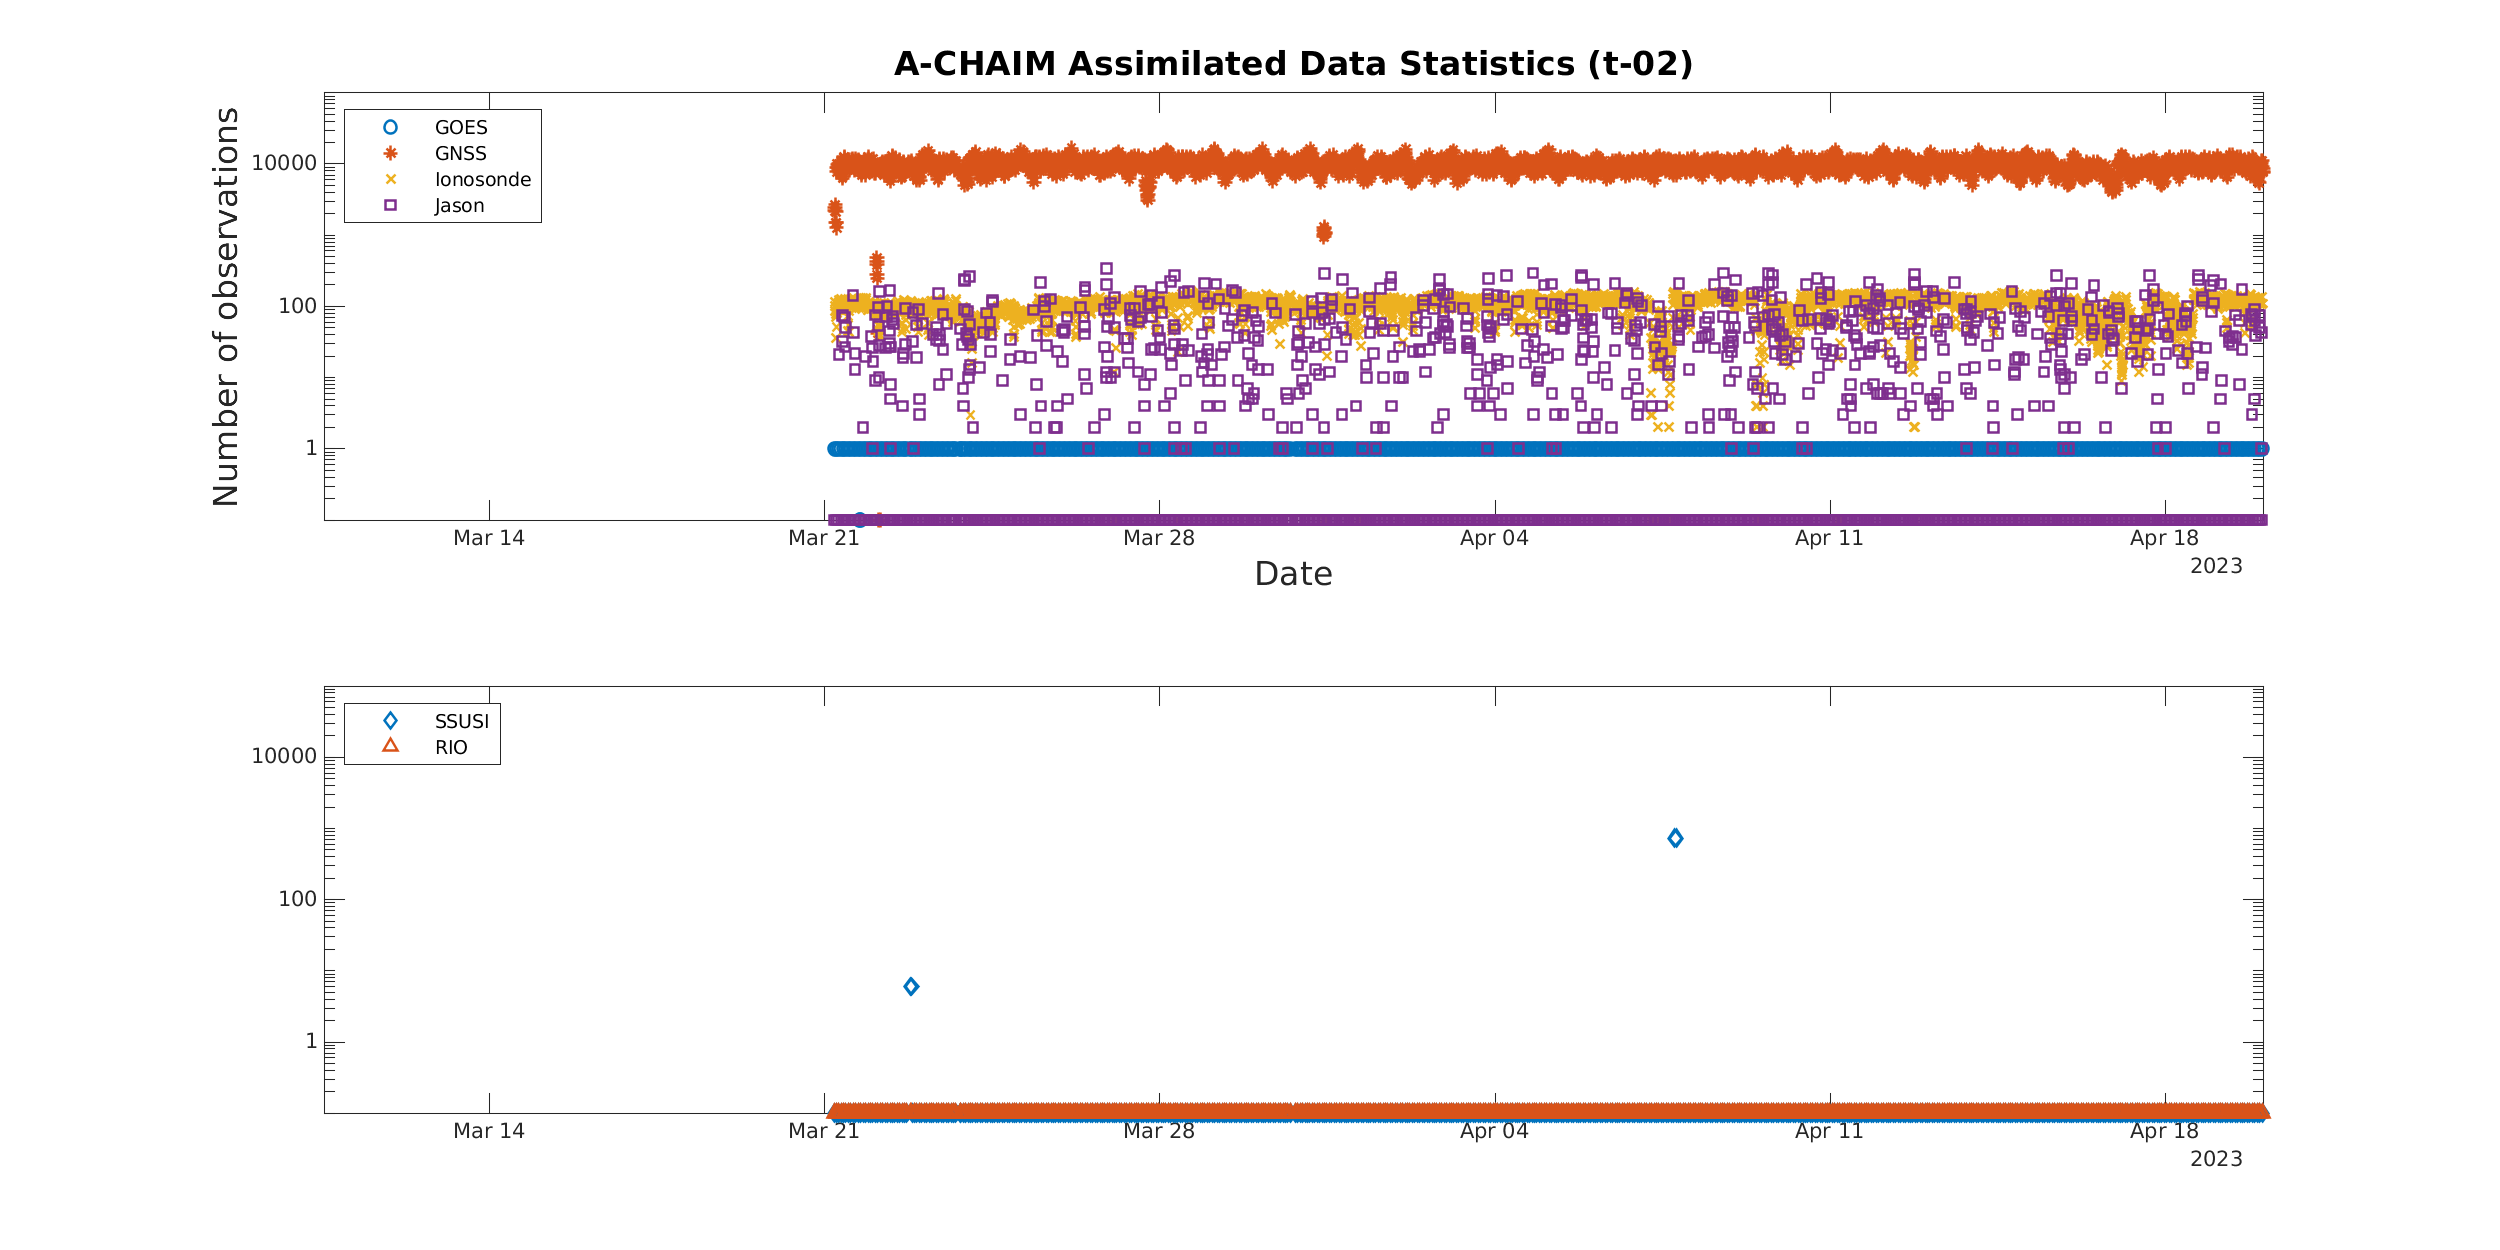 A-CHAIM Assimilated Data Statistics (t-02)
Number of observations
10000
100
1
GOES
GNSS
Ionosonde
Jason
Mar 14 Mar 21 Mar 28 Apr 04 Apr 11 Apr 18
2023
Date
10000
100
1
SSUSI
RIO
Mar 14 Mar 21 Mar 28 Apr 04 Apr 11 Apr 18
2023